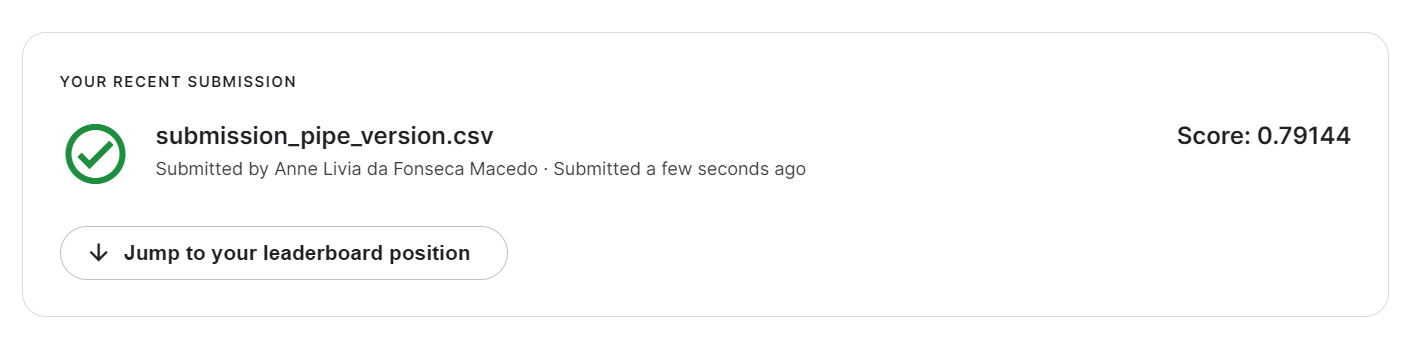 YOUR RECENT SUBMISSION
submission_pipe_version.csv
Score: 0.79144
Submitted by Anne Livia da Fonseca Macedo · Submitted a few seconds ago
Jump to your leaderboard position